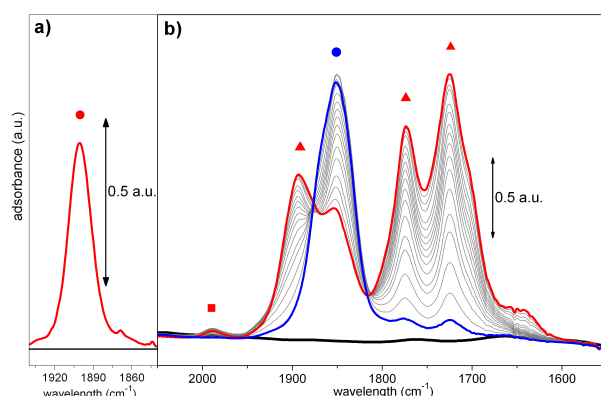 a)
b)
adsorbance (a.u.)
0.5 a.u.
0.5 a.u.
1920 1890 1860
2000 1900 1800 1700 1600
wavelength (cm-1)
wavelength (cm-1)